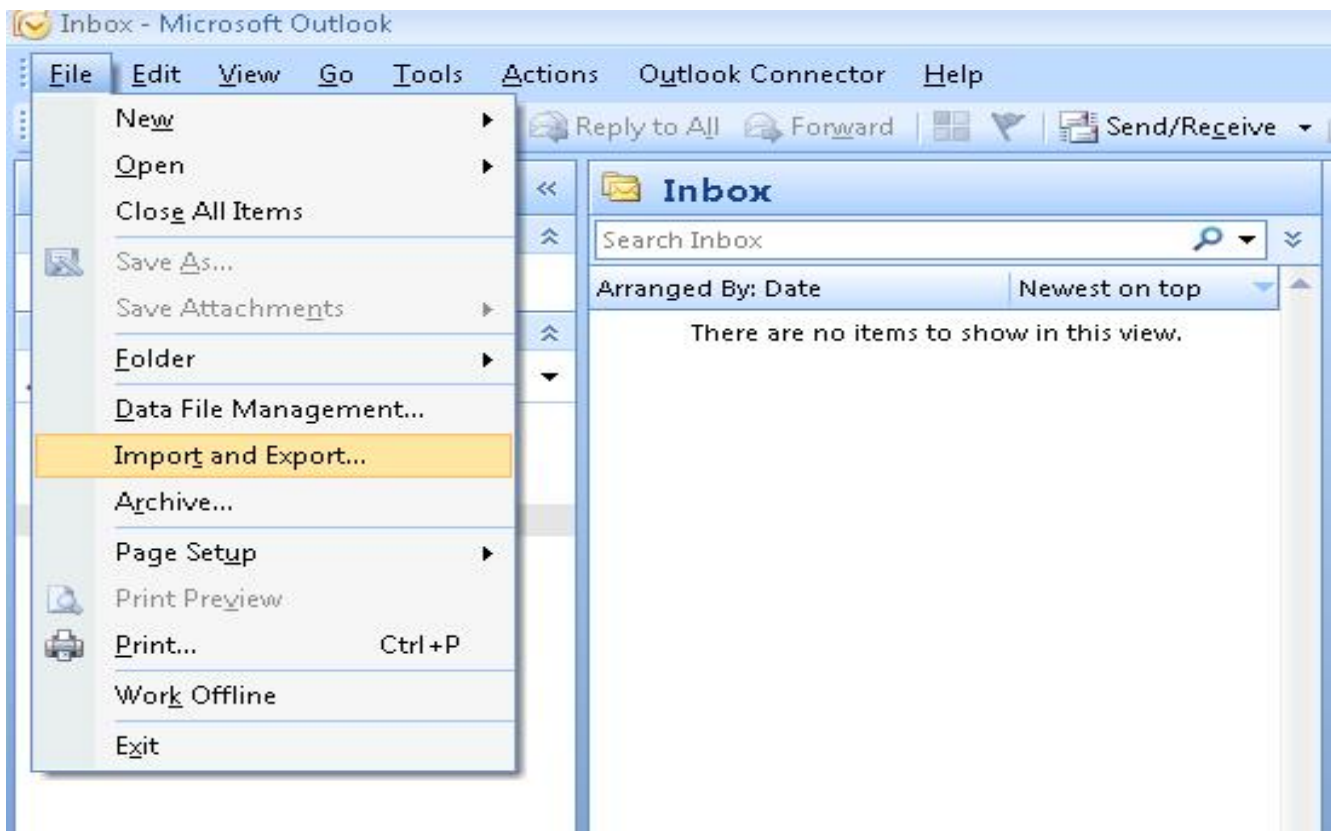 Inbox - Microsoft Outlook
File Edit View Go Tools Actions Outlook Connector Help
Reply to All Forward Send/Receive
New
Open
Close All Items
Save As...
Save Attachments
Folder
Data File Management...
Import and Export...
Archive...
Page Setup
Print Preview
Print... Ctrl+P
Work Offline
Exit
Inbox
Search Inbox
Arranged By: Date Newest on top
There are no items to show in this view.